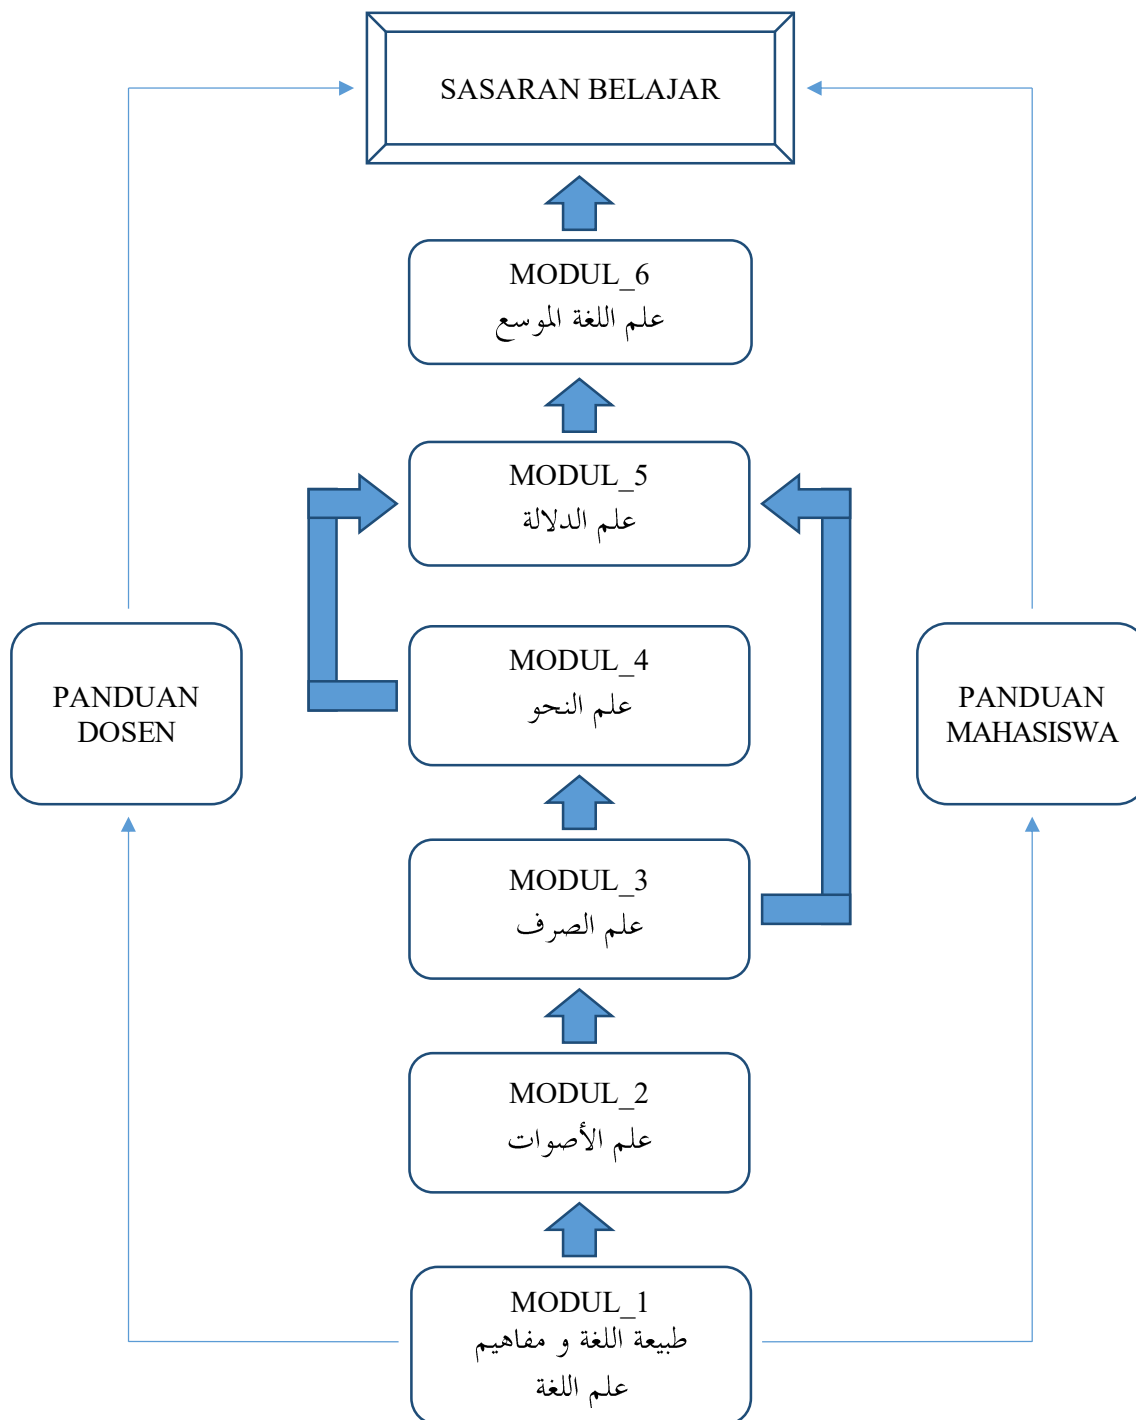 SASARAN BELAJAR
MODUL_6
علم اللغة الموسع
MODUL_5
علم الدلالة
MODUL_4
علم النحو
PANDUAN
DOSEN
PANDUAN
MAHASISWA
MODUL_3
علم الصرف
MODUL_2
علم الأصوات
MODUL_1
طبيعة اللغة و مفاهيم
علم اللغة